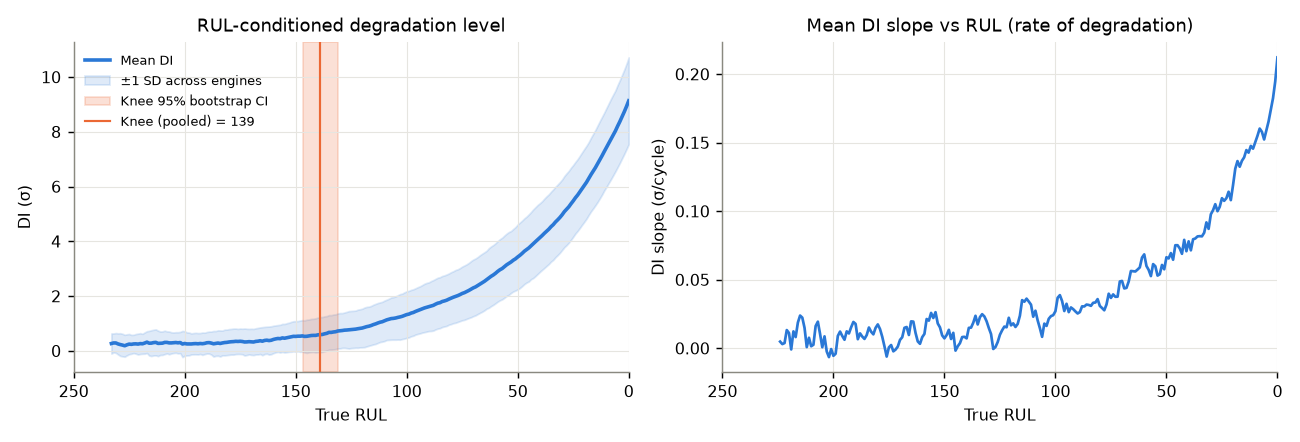 RUL-conditioned degradation level
Mean DI
±1 SD across engines
Knee 95% bootstrap CI
Knee (pooled) = 139
DI (σ)
10
8
6
4
2
0
250
200
150
100
50
0
True RUL
Mean DI slope vs RUL (rate of degradation)
DI slope (σ/cycle)
0.20
0.15
0.10
0.05
0.00
250
200
150
100
50
0
True RUL